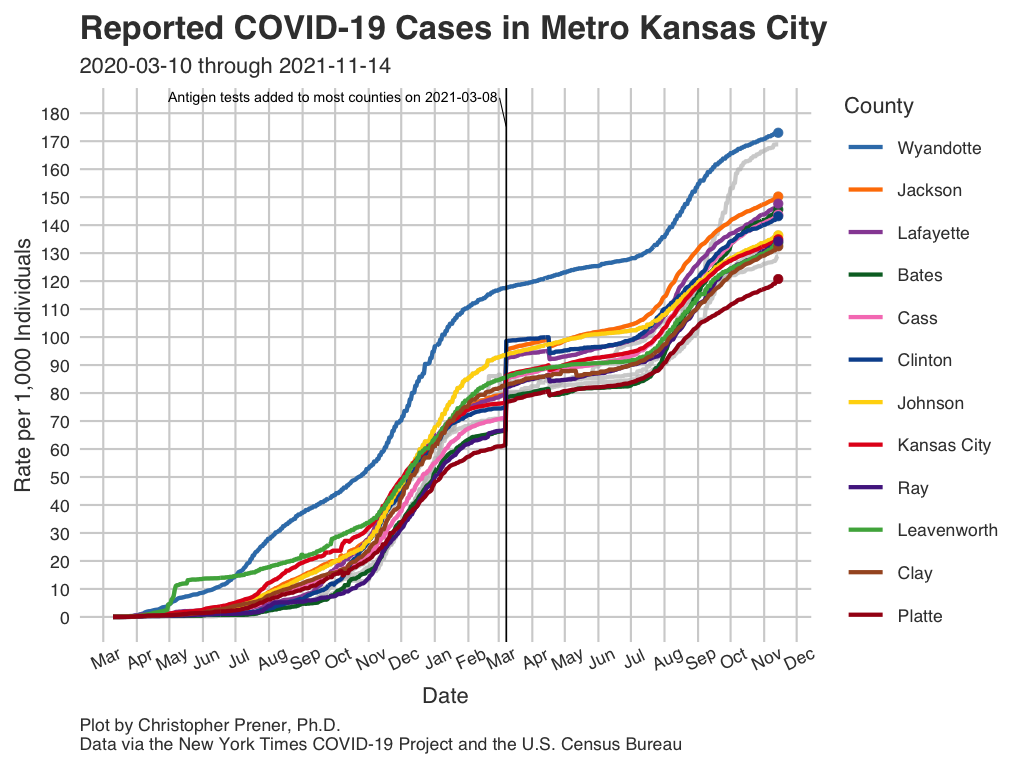 Reported COVID-19 Cases in Metro Kansas City
2020-03-10 through 2021-11-14
Antigen tests added to most counties on 2021-03-08
Rate per 1,000 Individuals
180
170
160
150
140
130
120
110
100
90
80
70
60
50
40
30
20
10
0
Mar Apr May Jun Jul Aug Sep Oct Nov Dec Jan Feb Mar Apr May Jun Jul Aug Sep Oct Nov Dec
Date
County
Wyandotte
Jackson
Lafayette
Bates
Cass
Clinton
Johnson
Kansas City
Ray
Leavenworth
Clay
Platte
Plot by Christopher Prener, Ph.D.
Data via the New York Times COVID-19 Project and the U.S. Census Bureau